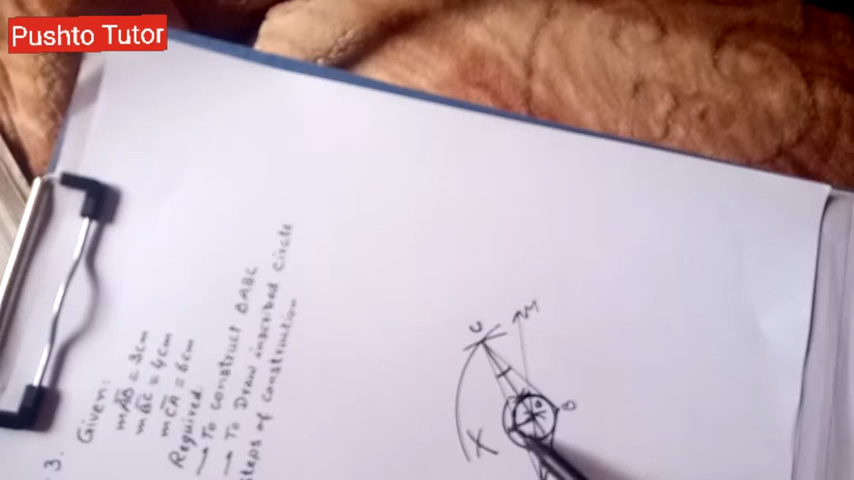 Pushto Tutor
3.
Given:
mAB = 3cm
mBC = 4cm
mCA = 6cm
Required:
→ To construct ΔABC
→ To Draw inscribed circle
Steps of construction
C
M
B